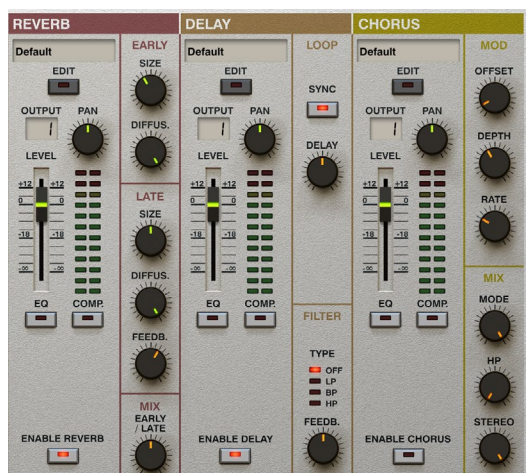 REVERB
Default
EDIT
OUTPUT
PAN
1
LEVEL
+12 +12
0 0
-18 -18
-∞ -∞
EQ COMP.
ENABLE REVERB
EARLY
SIZE
DIFFUS.
LATE
SIZE
DIFFUS.
FEEDB.
MIX
EARLY
/ LATE
DELAY
Default
EDIT
OUTPUT
PAN
1
LEVEL
+12 +12
0 0
-18 -18
-∞ -∞
EQ COMP.
ENABLE DELAY
LOOP
SYNC
DELAY
FILTER
TYPE
OFF
LP
BP
HP
FEEDB.
CHORUS
Default
EDIT
OUTPUT
PAN
1
LEVEL
+12 +12
0 0
-18 -18
-∞ -∞
EQ COMP.
ENABLE CHORUS
MOD
OFFSET
DEPTH
RATE
MIX
MODE
HP
STEREO